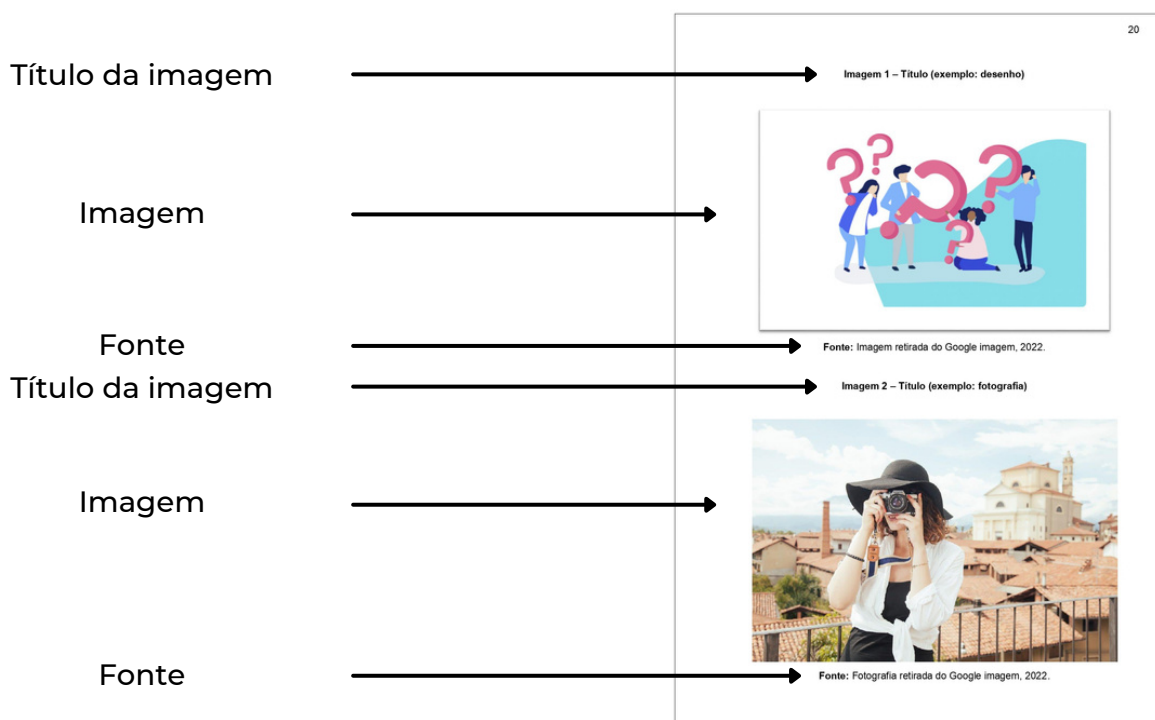 20
Título da imagem
Imagem 1 – Título (exemplo: desenho)
Imagem
? ? ? ? ?
Fonte
Fonte: Imagem retirada do Google imagem, 2022.
Título da imagem
Imagem 2 – Título (exemplo: fotografia)
Imagem
Fonte
Fonte: Fotografia retirada do Google imagem, 2022.